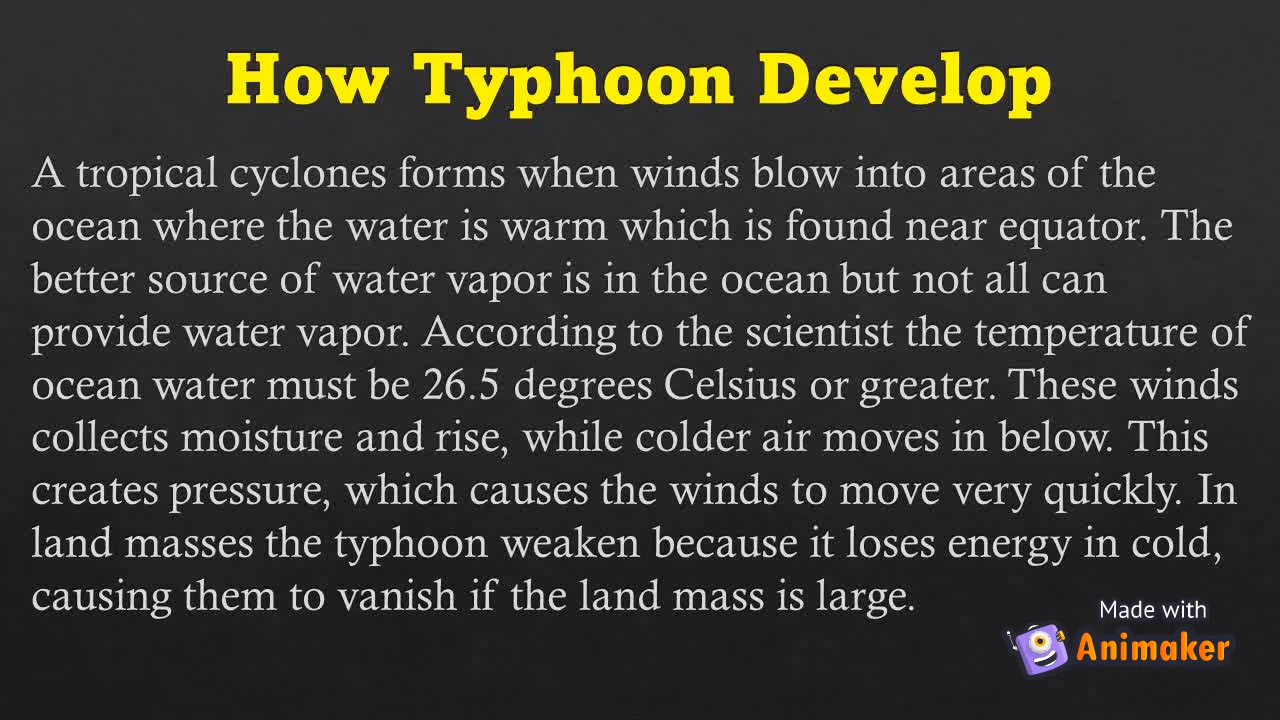 How Typhoon Develop
A tropical cyclones forms when winds blow into areas of the
ocean where the water is warm which is found near equator. The
better source of water vapor is in the ocean but not all can
provide water vapor. According to the scientist the temperature of
ocean water must be 26.5 degrees Celsius or greater. These winds
collects moisture and rise, while colder air moves in below. This
creates pressure, which causes the winds to move very quickly. In
land masses the typhoon weaken because it loses energy in cold,
causing them to vanish if the land mass is large.
Made with
Animaker